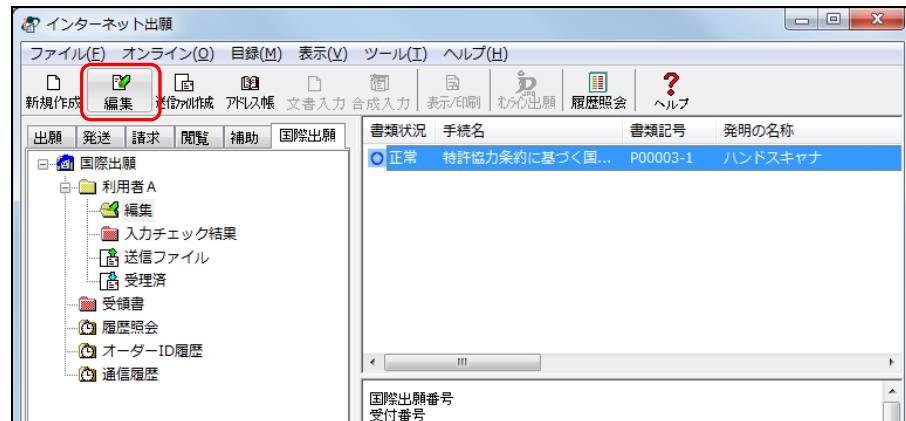 インターネット出願
ファイル(F) オンライン(O) 目録(M) 表示(V) ツール(T) ヘルプ(H)
新規作成 編集 送信ファイル作成 アドレス帳 文書入力 合成入力 表示/印刷 オンライン出願 履歴照会 ヘルプ
出願 発送 請求 閲覧 補助 国際出願
国際出願
利用者A
編集
入力チェック結果
送信ファイル
受理済
受領書
履歴照会
オーダーID履歴
通信履歴
書類状況 手続名 書類記号 発明の名称
正常 特許協力条約に基づく国... P00003-1 ハンドスキャナ
国際出願番号
受付番号